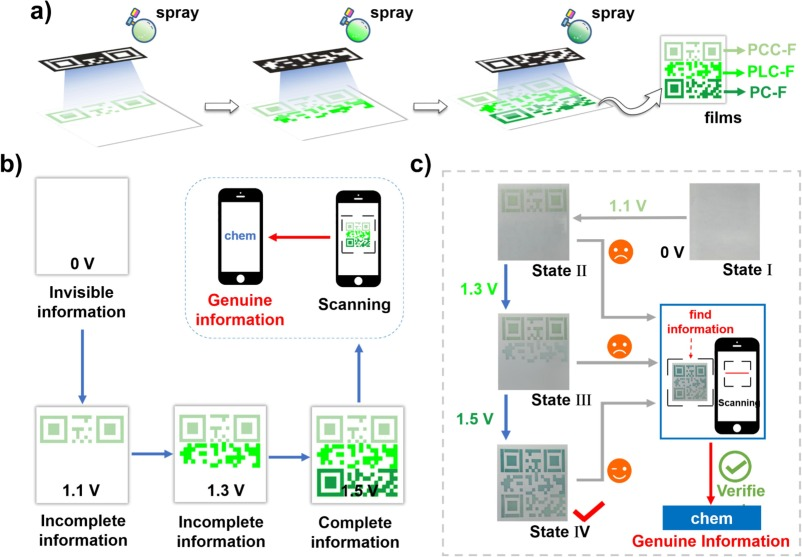 a)
spray
spray
spray
PCC-F
PLC-F
PC-F
films
b)
0 V
Invisible
information
chem
Genuine
information
Scanning
1.1 V
Incomplete
information
1.3 V
Incomplete
information
1.5 V
Complete
information
c)
1.1 V
0 V
State I
State II
1.3 V
State III
1.5 V
State IV
find
information
Scanning
Verifie
chem
Genuine Information